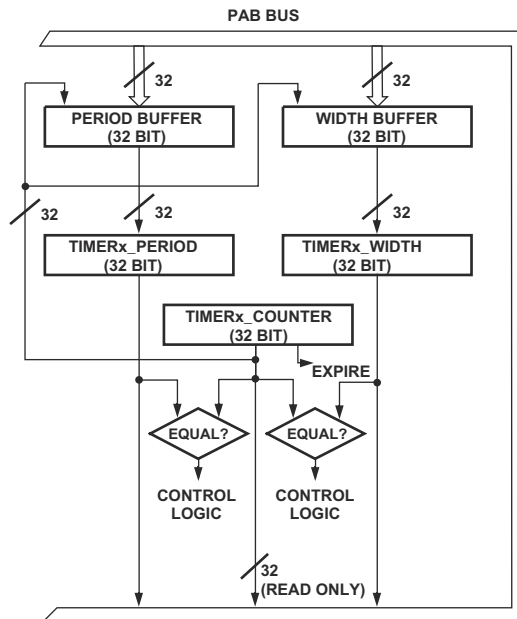 PAB BUS
32
32
PERIOD BUFFER
(32 BIT)
WIDTH BUFFER
(32 BIT)
32
32
32
TIMERx_PERIOD
(32 BIT)
TIMERx_WIDTH
(32 BIT)
TIMERx_COUNTER
(32 BIT)
EXPIRE
EQUAL?
EQUAL?
CONTROL
LOGIC
CONTROL
LOGIC
32
(READ ONLY)